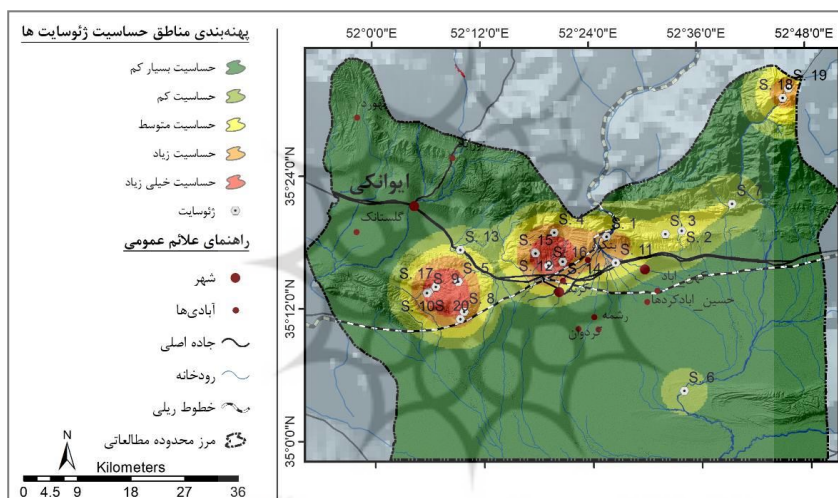 پهنه‌بندی مناطق حساسیت ژئوسایت ها
حساسیت بسیار کم
حساسیت کم
حساسیت متوسط
حساسیت زیاد
حساسیت خیلی زیاد
ژئوسایت
راهنمای علائم عمومی
شهر
آبادی‌ها
جاده اصلی
رودخانه
خطوط ریلی
مرز محدوده مطالعاتی
N
Kilometers
0 4.5 9 18 27 36
52°0'0"E 52°12'0"E 52°24'0"E 52°36'0"E 52°48'0"E
35°24'0"N
35°12'0"N
35°0'0"N
S. 19
S. 18
ایوانکی
گلستانک
S. 7
S. 4
S. 1
S. 3
S. 2
S. 13
S. 15
S. 16
S. 11
S. 14
S. 17
S. 9
S. 10
S. 20
S. 8
حسین_ابادکردها
رشمه
کردوان
S. 6